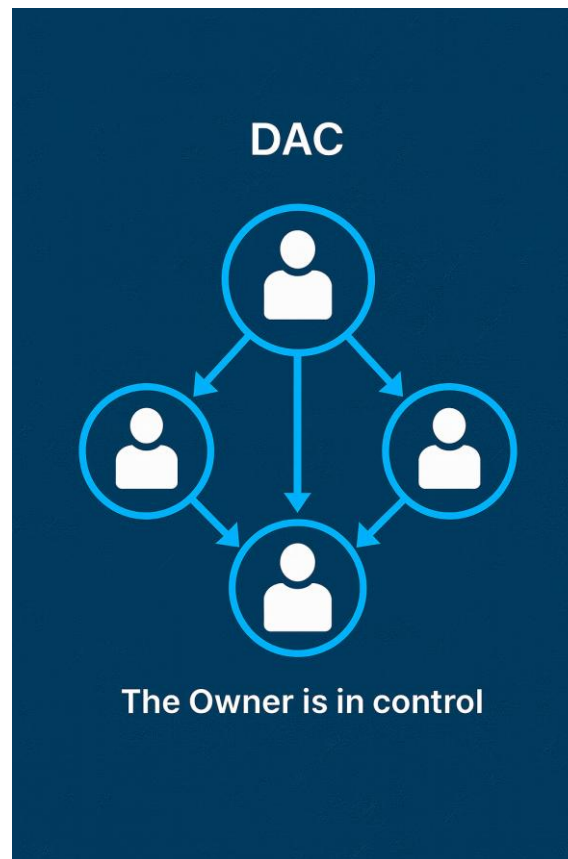 DAC
The Owner is in control